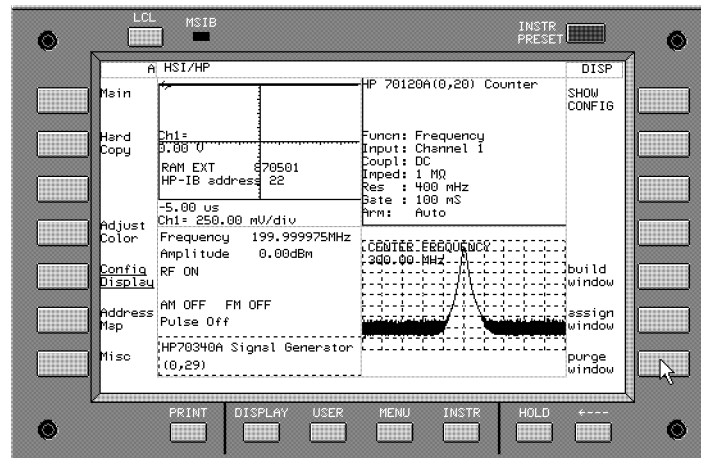 LCL
MSIB
INSTR
PRESET
A HSI/HP
DISP
Main
Hard
Copy
Adjust
Color
Config
Display
Address
Map
Misc
Ch1=
0.00 V
RAM EXT 870501
HP-IB address 22
-5.00 us
Ch1= 250.00 mV/div
HP 70120A(0,20) Counter
Funcn: Frequency
Input: Channel 1
Coupl: DC
Imped: 1 MΩ
Res : 400 mHz
Gate : 100 mS
Arm: Auto
Frequency 199.999975MHz
Amplitude 0.00dBm
RF ON
AM OFF FM OFF
Pulse Off
HP70340A Signal Generator
(0,29)
CENTER FREQUENCY
300.00 MHz
SHOW
CONFIG
build
window
assign
window
purge
window
PRINT
DISPLAY
USER
MENU
INSTR
HOLD
←---